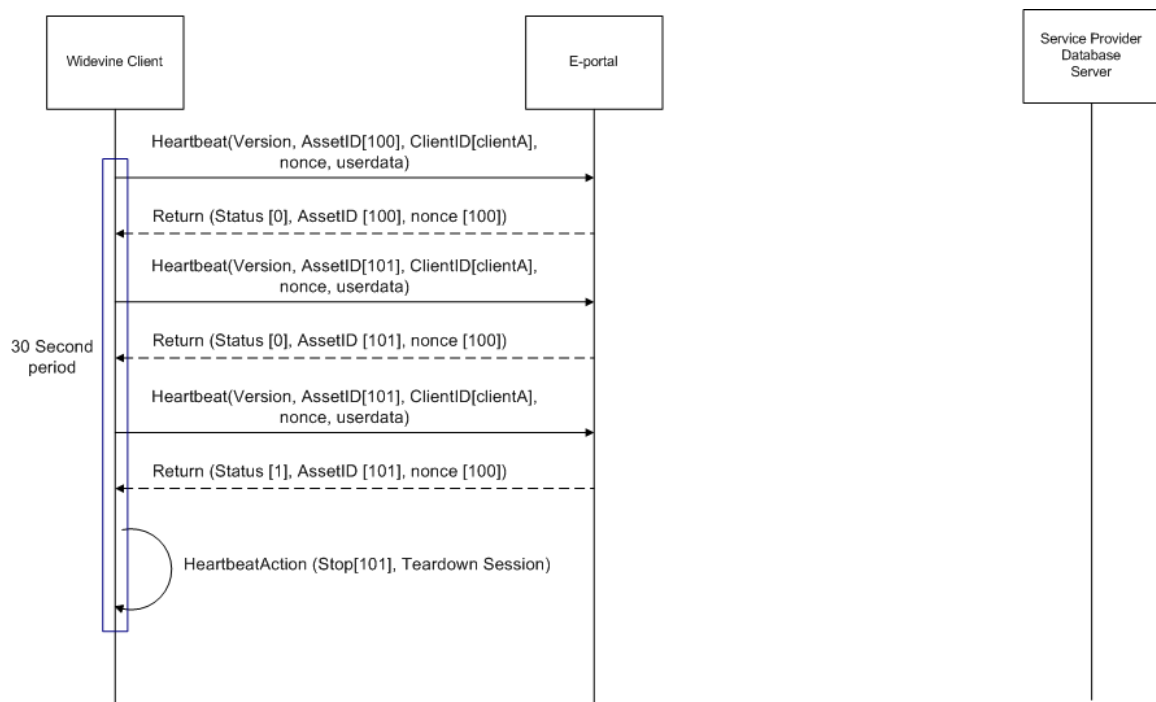 Widevine Client
E-portal
Service Provider
Database
Server
Heartbeat(Version, AssetID[100], ClientID[clientA],
nonce, userdata)
Return (Status [0], AssetID [100], nonce [100])
Heartbeat(Version, AssetID[101], ClientID[clientA],
nonce, userdata)
Return (Status [0], AssetID [101], nonce [100])
30 Second
period
Heartbeat(Version, AssetID[101], ClientID[clientA],
nonce, userdata)
Return (Status [1], AssetID [101], nonce [100])
HeartbeatAction (Stop[101], Teardown Session)